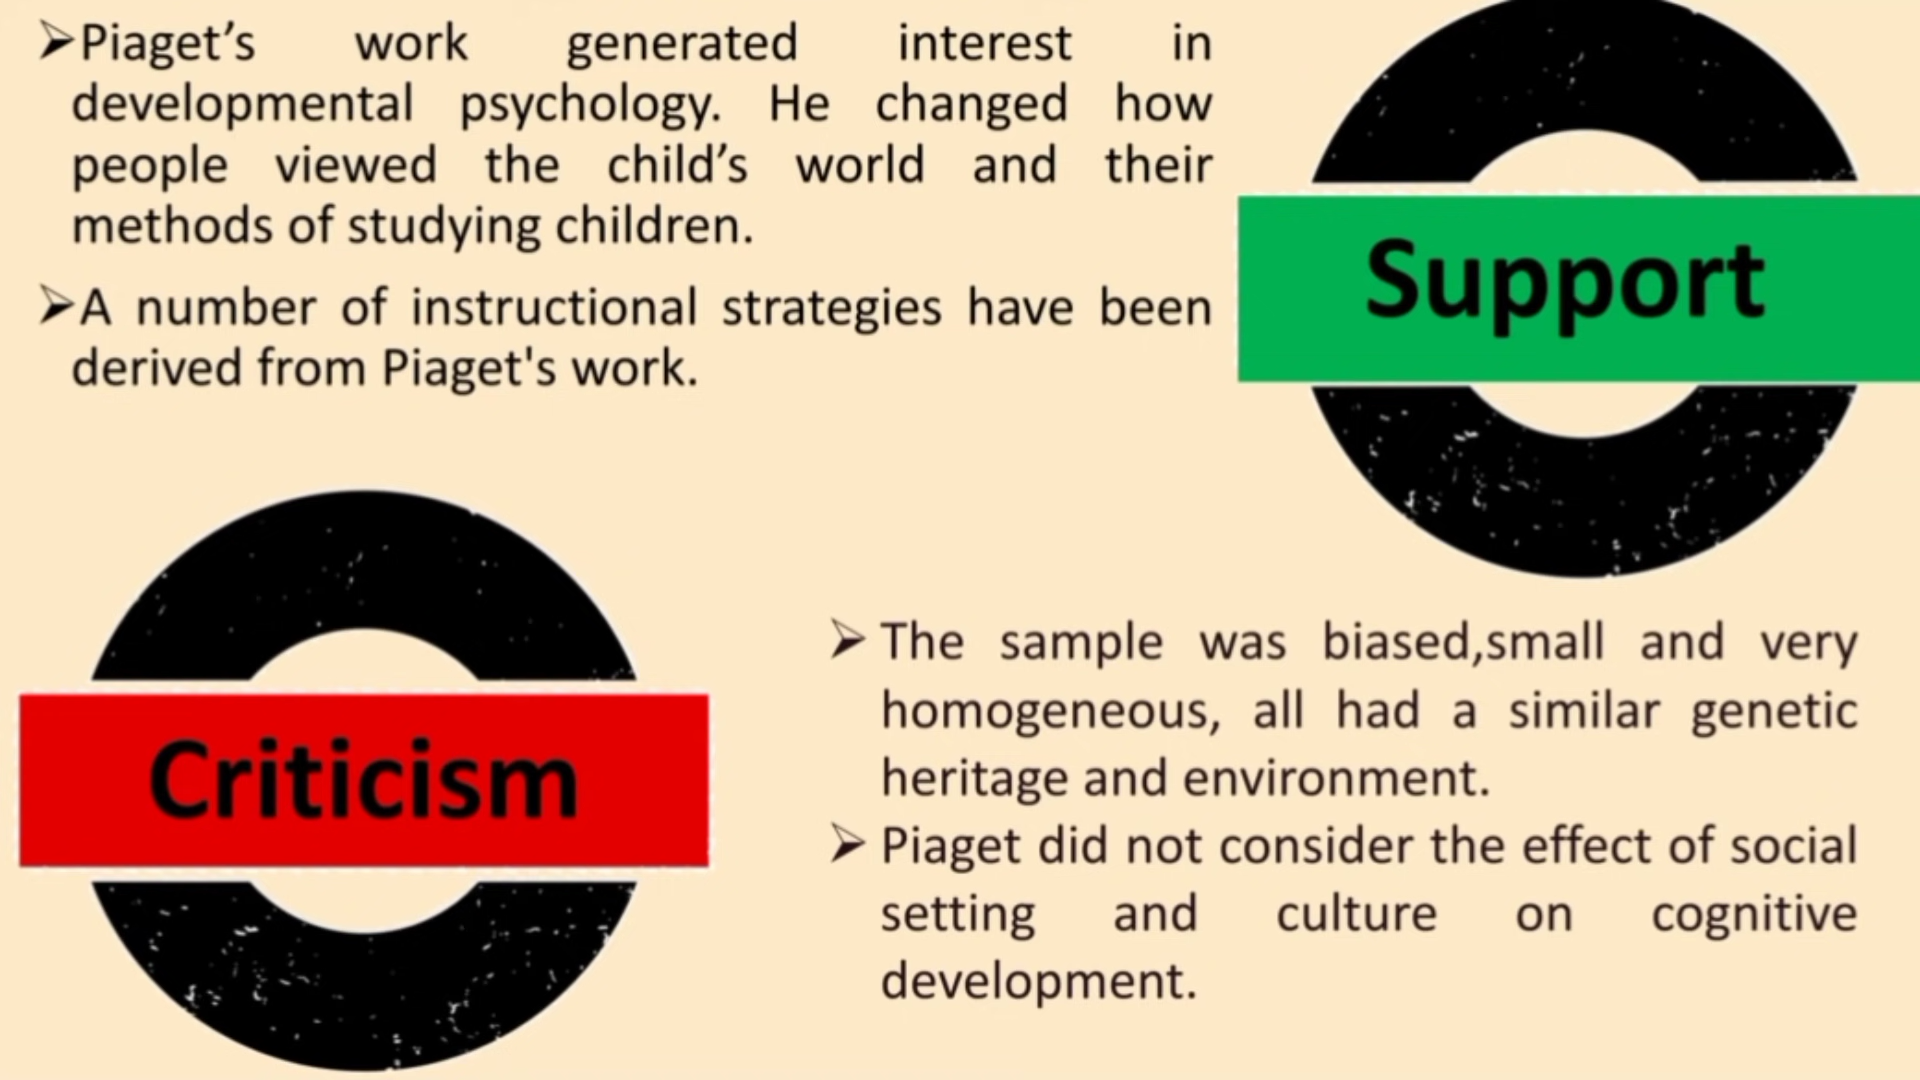 ➢Piaget’s work generated interest in
developmental psychology. He changed how
people viewed the child’s world and their
methods of studying children.
➢A number of instructional strategies have been
derived from Piaget's work.
Support
Criticism
➢ The sample was biased,small and very
homogeneous, all had a similar genetic
heritage and environment.
➢ Piaget did not consider the effect of social
setting and culture on cognitive
development.